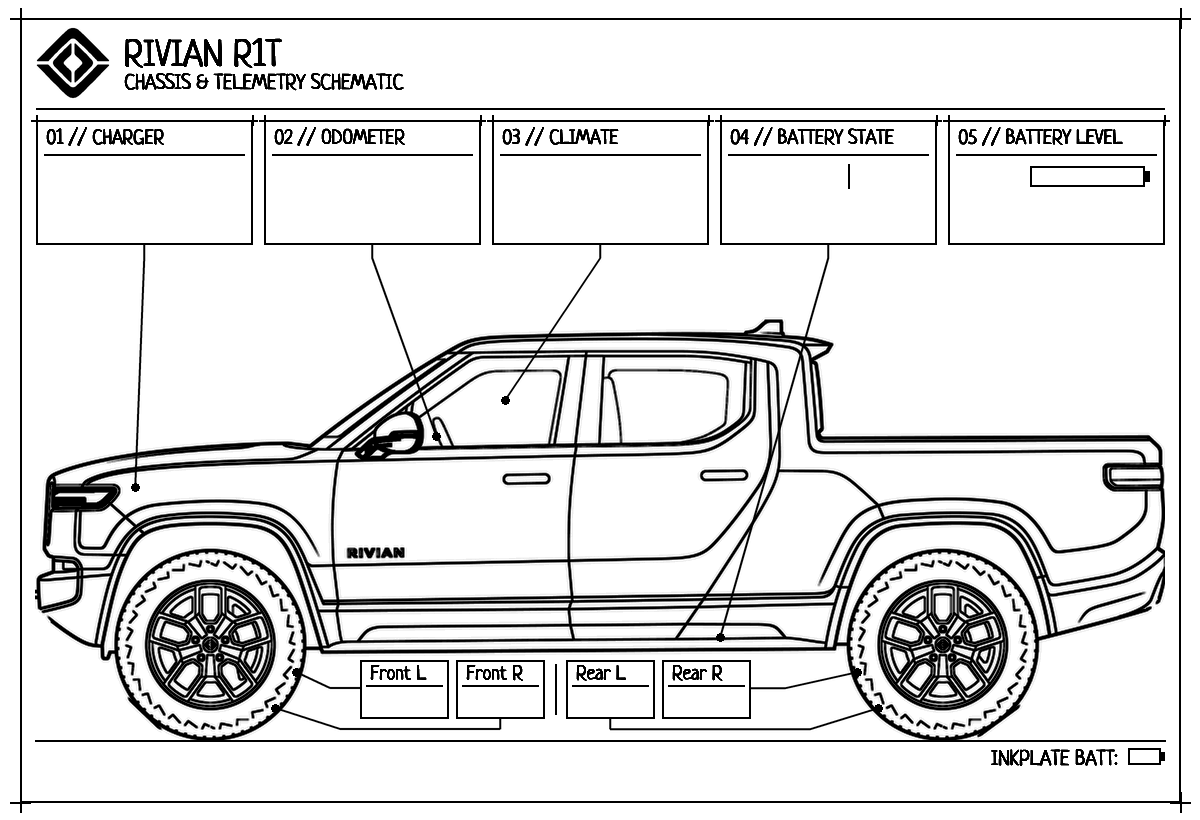 RIVIAN R1T
CHASSIS & TELEMETRY SCHEMATIC
01 // CHARGER
02 // ODOMETER
03 // CLIMATE
04 // BATTERY STATE
05 // BATTERY LEVEL
RIVIAN
Front L
Front R
Rear L
Rear R
INKPLATE BATT: